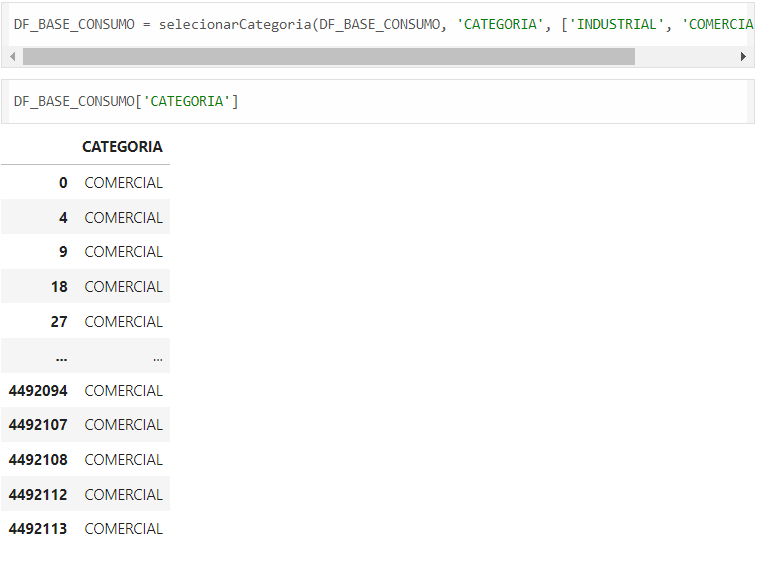 DF_BASE_CONSUMO = selecionarCategoria(DF_BASE_CONSUMO, 'CATEGORIA', ['INDUSTRIAL', 'COMERCIA
DF_BASE_CONSUMO['CATEGORIA']
CATEGORIA
0 COMERCIAL
4 COMERCIAL
9 COMERCIAL
18 COMERCIAL
27 COMERCIAL
... ...
4492094 COMERCIAL
4492107 COMERCIAL
4492108 COMERCIAL
4492112 COMERCIAL
4492113 COMERCIAL